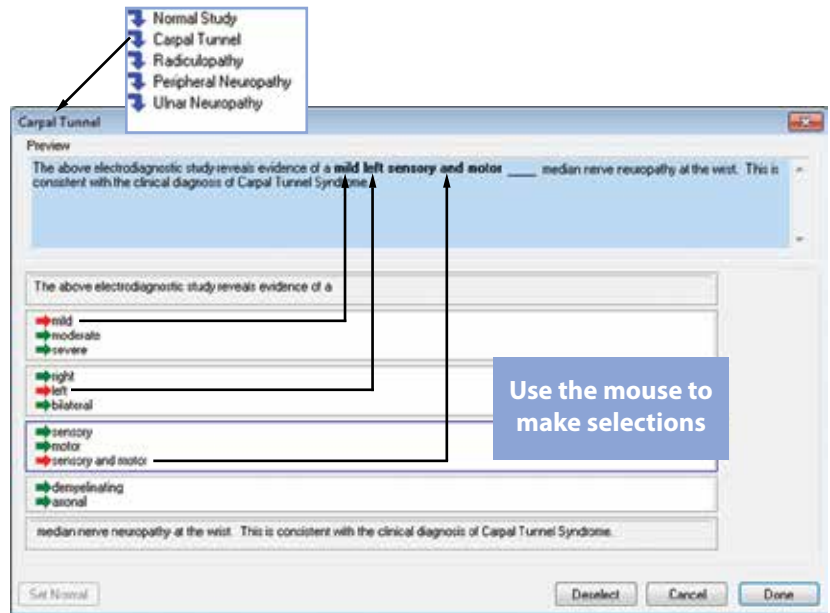 Normal Study
Carpal Tunnel
Radiculopathy
Peripheral Neuropathy
Ulnar Neuropathy
Carpal Tunnel
Preview
The above electrodiagnostic study reveals evidence of a mild left sensory and motor ____ median nerve neuropathy at the wrist. This is
consistent with the clinical diagnosis of Carpal Tunnel Syndrome.
The above electrodiagnostic study reveals evidence of a
mild
moderate
severe
right
left
bilateral
Use the mouse to
make selections
sensory
motor
sensory and motor
demyelinating
axonal
median nerve neuropathy at the wrist. This is consistent with the clinical diagnosis of Carpal Tunnel Syndrome.
Set Normal
Deselect
Cancel
Done